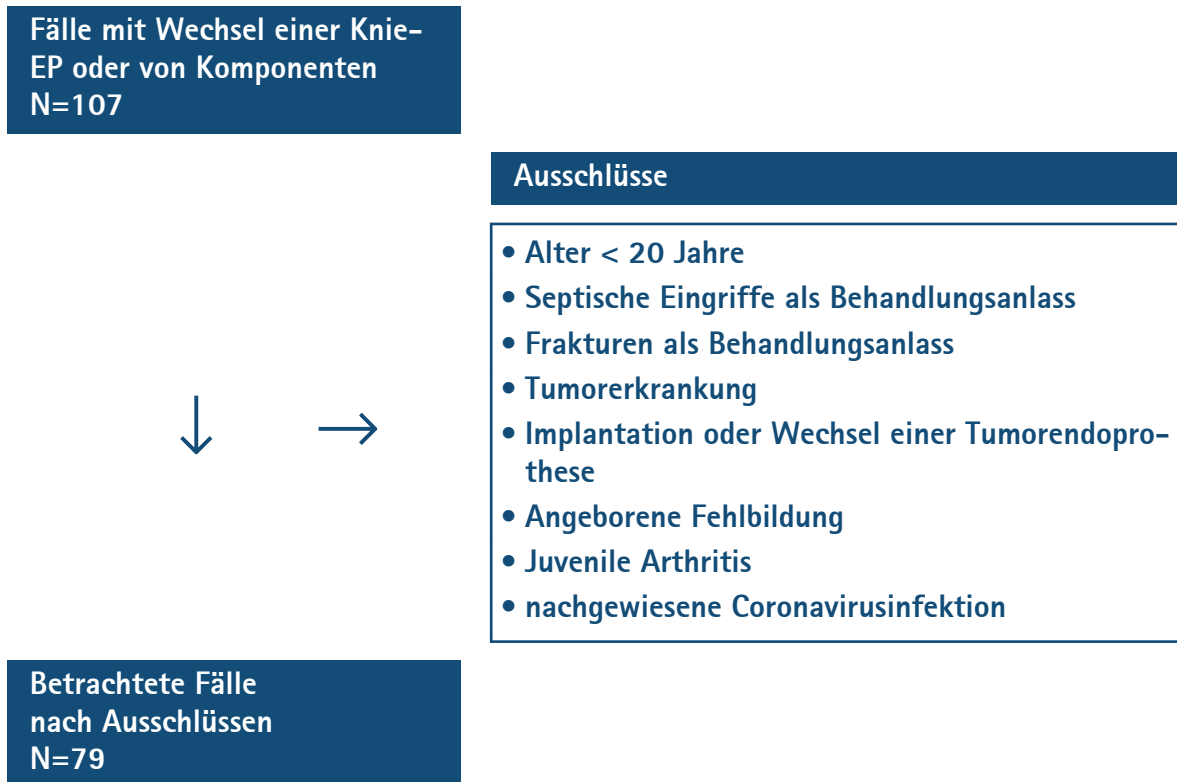 Fälle mit Wechsel einer Knie-
EP oder von Komponenten
N=107
Ausschlüsse
• Alter < 20 Jahre
• Septische Eingriffe als Behandlungsanlass
• Frakturen als Behandlungsanlass
• Tumorerkrankung
• Implantation oder Wechsel einer Tumorendopro-
these
• Angeborene Fehlbildung
• Juvenile Arthritis
• nachgewiesene Coronavirusinfektion
Betrachtete Fälle
nach Ausschlüssen
N=79